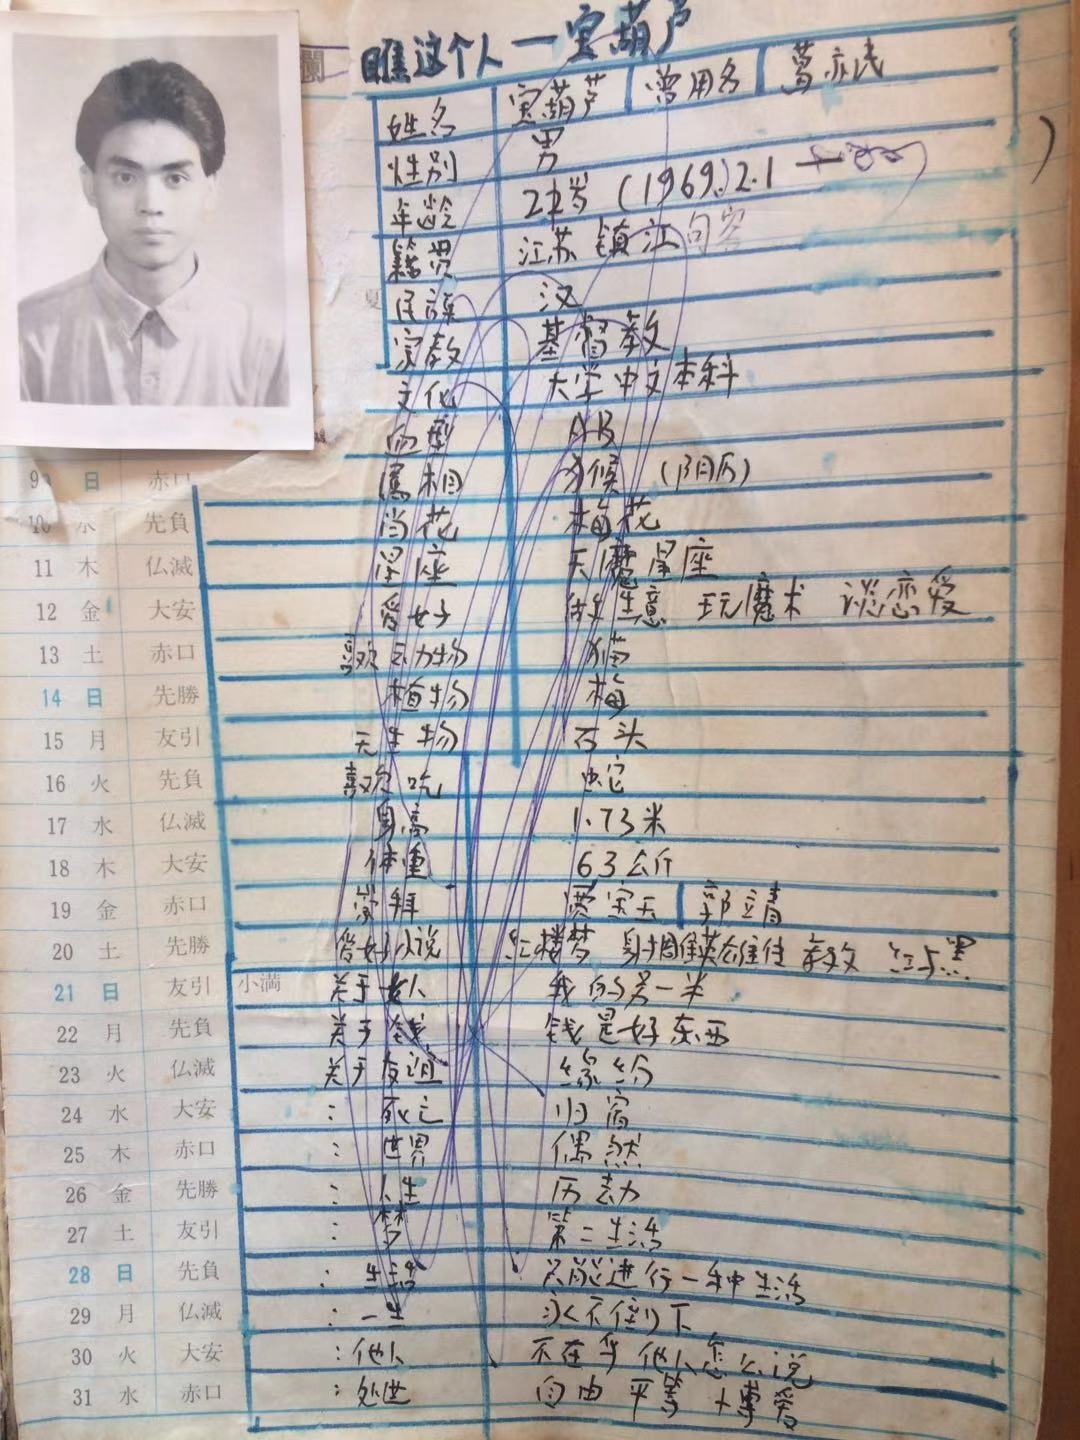 瞧这个人一宝葫芦
姓名 宝葫芦 曾用名 葛亦民
性别 男
年龄 24岁 (1969.)2.1
籍贯 江苏镇江句容
民族 汉
宗教 基督教
文化 大学中文本科
血型 AB
9 日 赤口 属相 猴 (阴历)
10 先負 当花 梅花
11 木 仏滅 星座 天魔星座
12 金 大安 爱好 做生意 玩魔术 谈恋爱
13 土 赤口 喜欢动物 猫
14 日 先勝 植物 梅
15 月 友引 无生物 石头
16 火 先負 喜欢吃 蛇
17 水 仏滅 身高 1.73米
18 木 大安 体重 63公斤
19 金 赤口 崇拜 贾宝玉 郭靖
20 土 先勝 爱好小说 红楼梦 射雕英雄传 红与黑
21 日 友引 小満 关于女人 我的另一半
22 月 先負 关于钱 钱是好东西
23 火 仏滅 关于友谊 缘份
24 水 大安 : 死亡 归宿
25 木 赤口 : 世界 偶然
26 金 先勝 : 人生 历劫
27 土 友引 : 梦 第二生活
28 日 先負 : 生活 只能进行一种生活
29 月 仏滅 : 一生 永不倒下
30 火 大安 : 他人 不在乎他人怎么说
31 水 赤口 : 处世 自由 平等 博爱